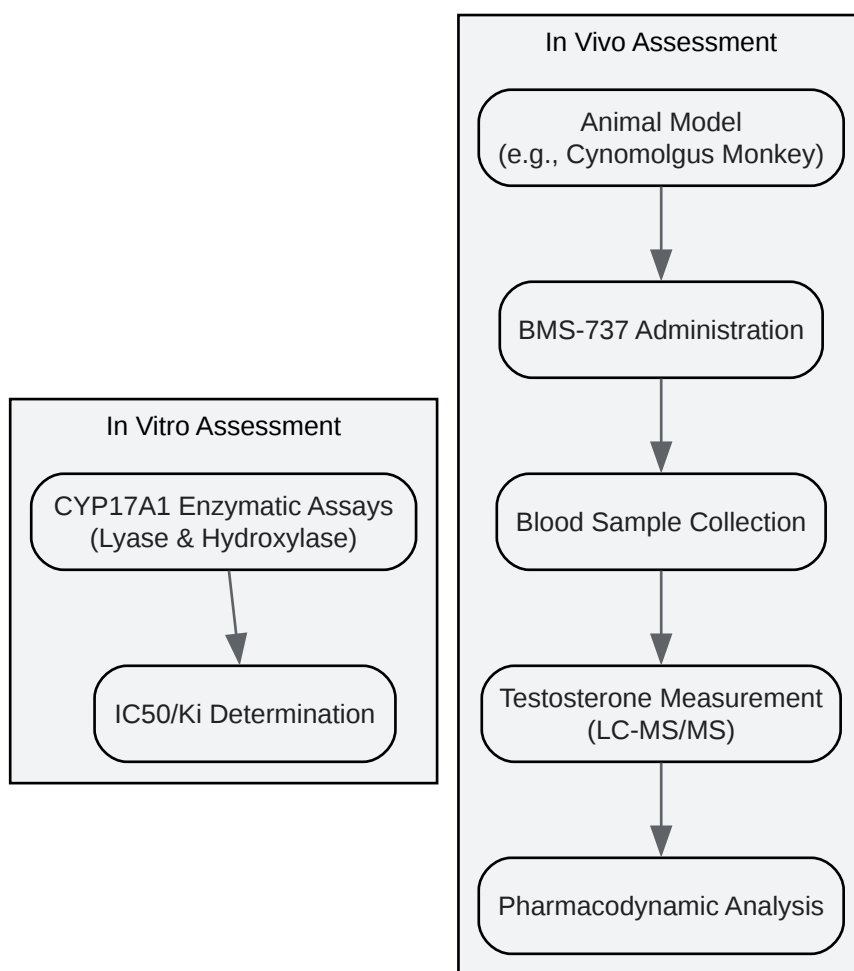 In Vitro Assessment
CYP17A1 Enzymatic Assays
(Lyase & Hydroxylase)
IC50/Ki Determination
In Vivo Assessment
Animal Model
(e.g., Cynomolgus Monkey)
BMS-737 Administration
Blood Sample Collection
Testosterone Measurement
(LC-MS/MS)
Pharmacodynamic Analysis